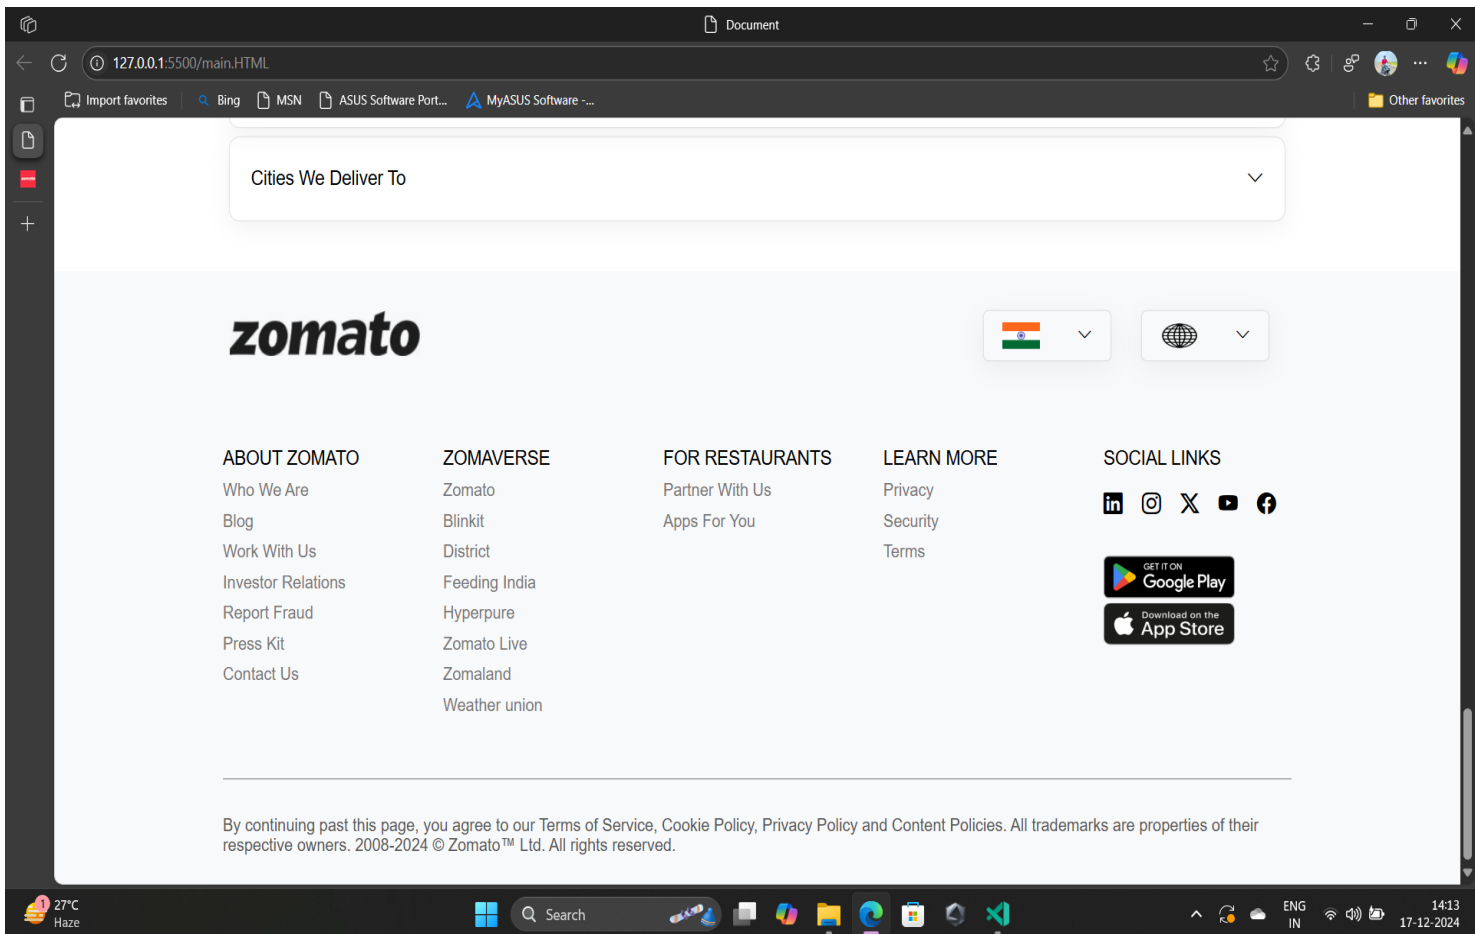 Document
127.0.0.1:5500/main.HTML
Import favorites
Bing
MSN
ASUS Software Port...
MyASUS Software -...
Other favorites
Cities We Deliver To
zomato
ABOUT ZOMATO
Who We Are
Blog
Work With Us
Investor Relations
Report Fraud
Press Kit
Contact Us
ZOMAVERSE
Zomato
Blinkit
District
Feeding India
Hyperpure
Zomato Live
Zomaland
Weather union
FOR RESTAURANTS
Partner With Us
Apps For You
LEARN MORE
Privacy
Security
Terms
SOCIAL LINKS
in
GET IT ON
Google Play
Download on the
App Store
By continuing past this page, you agree to our Terms of Service, Cookie Policy, Privacy Policy and Content Policies. All trademarks are properties of their
respective owners. 2008-2024 © Zomato™ Ltd. All rights reserved.
1
27°C
Haze
Search
ENG
IN
14:13
17-12-2024